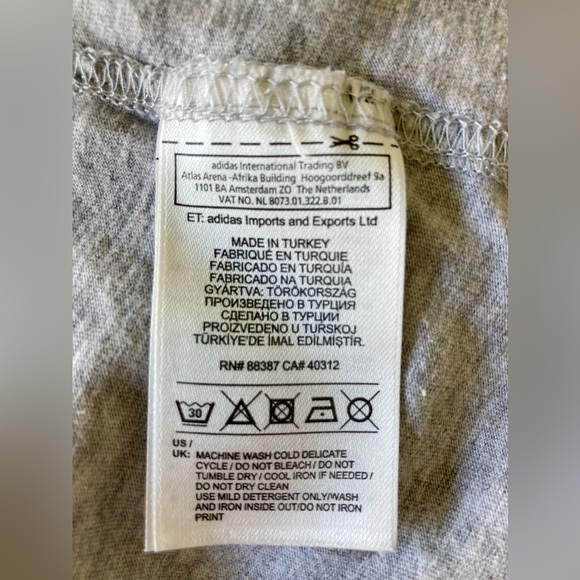 adidas International Trading BV
Atlas Arena -Afrika Building Hoogoorddreef 9a
1101 BA Amsterdam ZO The Netherlands
VAT NO. NL 8073.01.322.B.01
ET: adidas Imports and Exports Ltd
MADE IN TURKEY
FABRIQUÉ EN TURQUIE
FABRICADO EN TURQUÍA
FABRICADO NA TURQUIA
GYÁRTVA: TÖRÖKORSZÁG
ПРОИЗВЕДЕНО В ТУРЦИЯ
СДЕЛАНО В ТУРЦИИ
PROIZVEDENO U TURSKOJ
TÜRKİYE'DE İMAL EDİLMİŞTİR.
RN# 88387 CA# 40312
30
US /
UK: MACHINE WASH COLD DELICATE
CYCLE / DO NOT BLEACH / DO NOT
TUMBLE DRY / COOL IRON IF NEEDED /
DO NOT DRY CLEAN
USE MILD DETERGENT ONLY/WASH
AND IRON INSIDE OUT/DO NOT IRON
PRINT